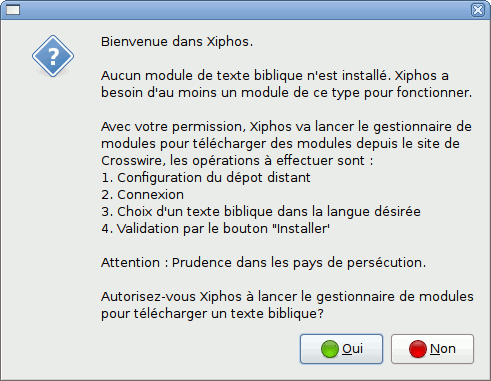 Bienvenue dans Xiphos.
Aucun module de texte biblique n'est installé. Xiphos a
besoin d'au moins un module de ce type pour fonctionner.
Avec votre permission, Xiphos va lancer le gestionnaire de
modules pour télécharger des modules depuis le site de
Crosswire, les opérations à effectuer sont :
1. Configuration du dépot distant
2. Connexion
3. Choix d'un texte biblique dans la langue désirée
4. Validation par le bouton "Installer'
Attention : Prudence dans les pays de persécution.
Autorisez-vous Xiphos à lancer le gestionnaire de modules
pour télécharger un texte biblique?
Oui Non